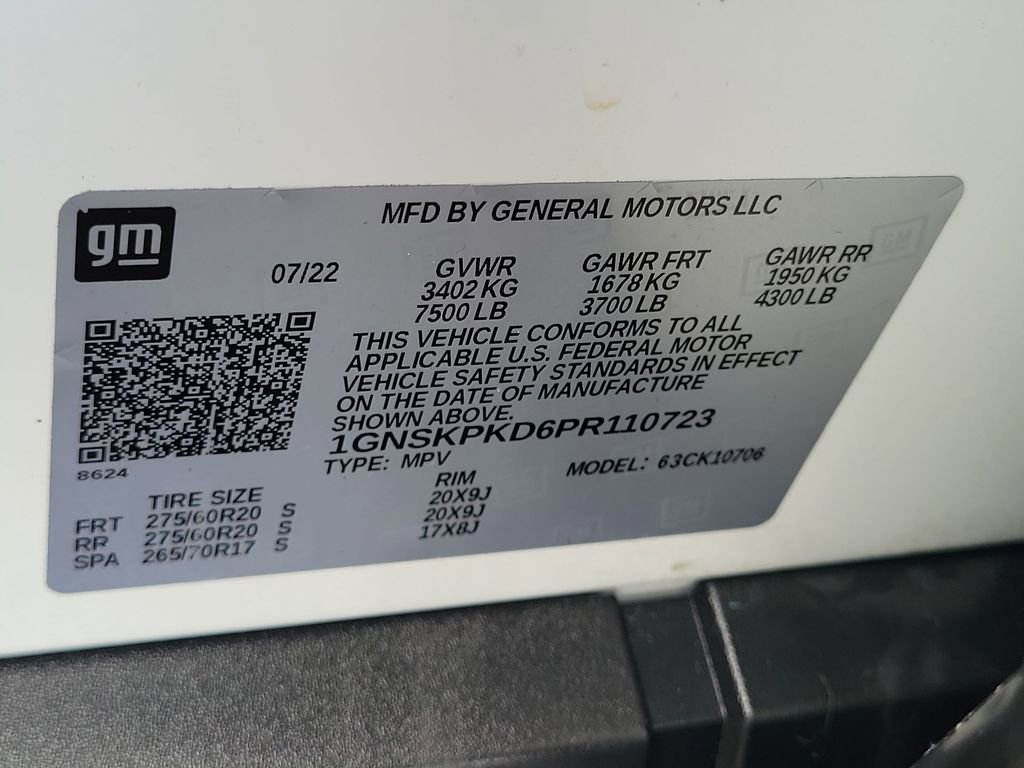 gm
MFD BY GENERAL MOTORS LLC
07/22
GVWR
3402 KG
7500 LB
GAWR FRT
1678 KG
3700 LB
GAWR RR
1950 KG
4300 LB
THIS VEHICLE CONFORMS TO ALL
APPLICABLE U.S. FEDERAL MOTOR
VEHICLE SAFETY STANDARDS IN EFFECT
ON THE DATE OF MANUFACTURE
SHOWN ABOVE.
1GNSKPKD6PR110723
TYPE: MPV
MODEL: 63CK10706
8624
TIRE SIZE
RIM
FRT 275/60R20 S 20X9J
RR 275/60R20 S 20X9J
SPA 265/70R17 S 17X8J